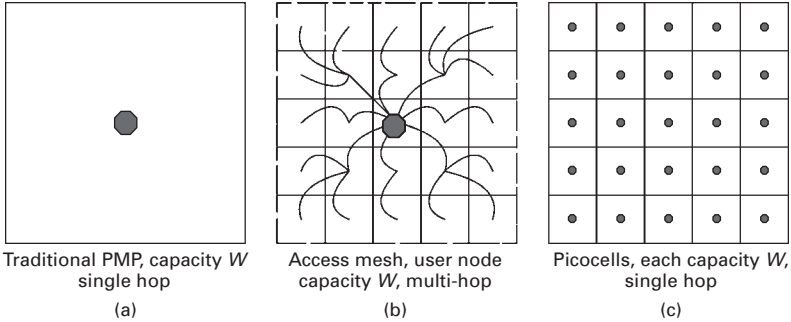 Traditional PMP, capacity W
single hop
(a)
Access mesh, user node
capacity W, multi-hop
(b)
Picocells, each capacity W,
single hop
(c)